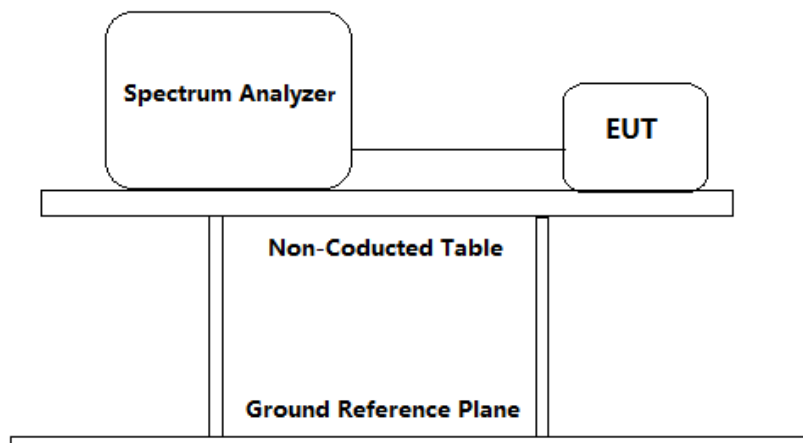 Spectrum Analyzer
EUT
Non-Coducted Table
Ground Reference Plane